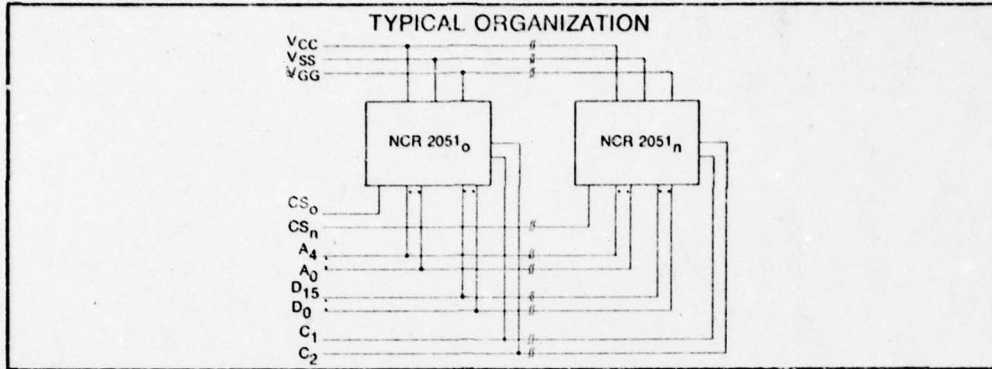 TYPICAL ORGANIZATION
VCC
VSS
VGG
NCR 2051o
NCR 2051n
CSo
CSn
A4
A0
D15
D0
C1
C2